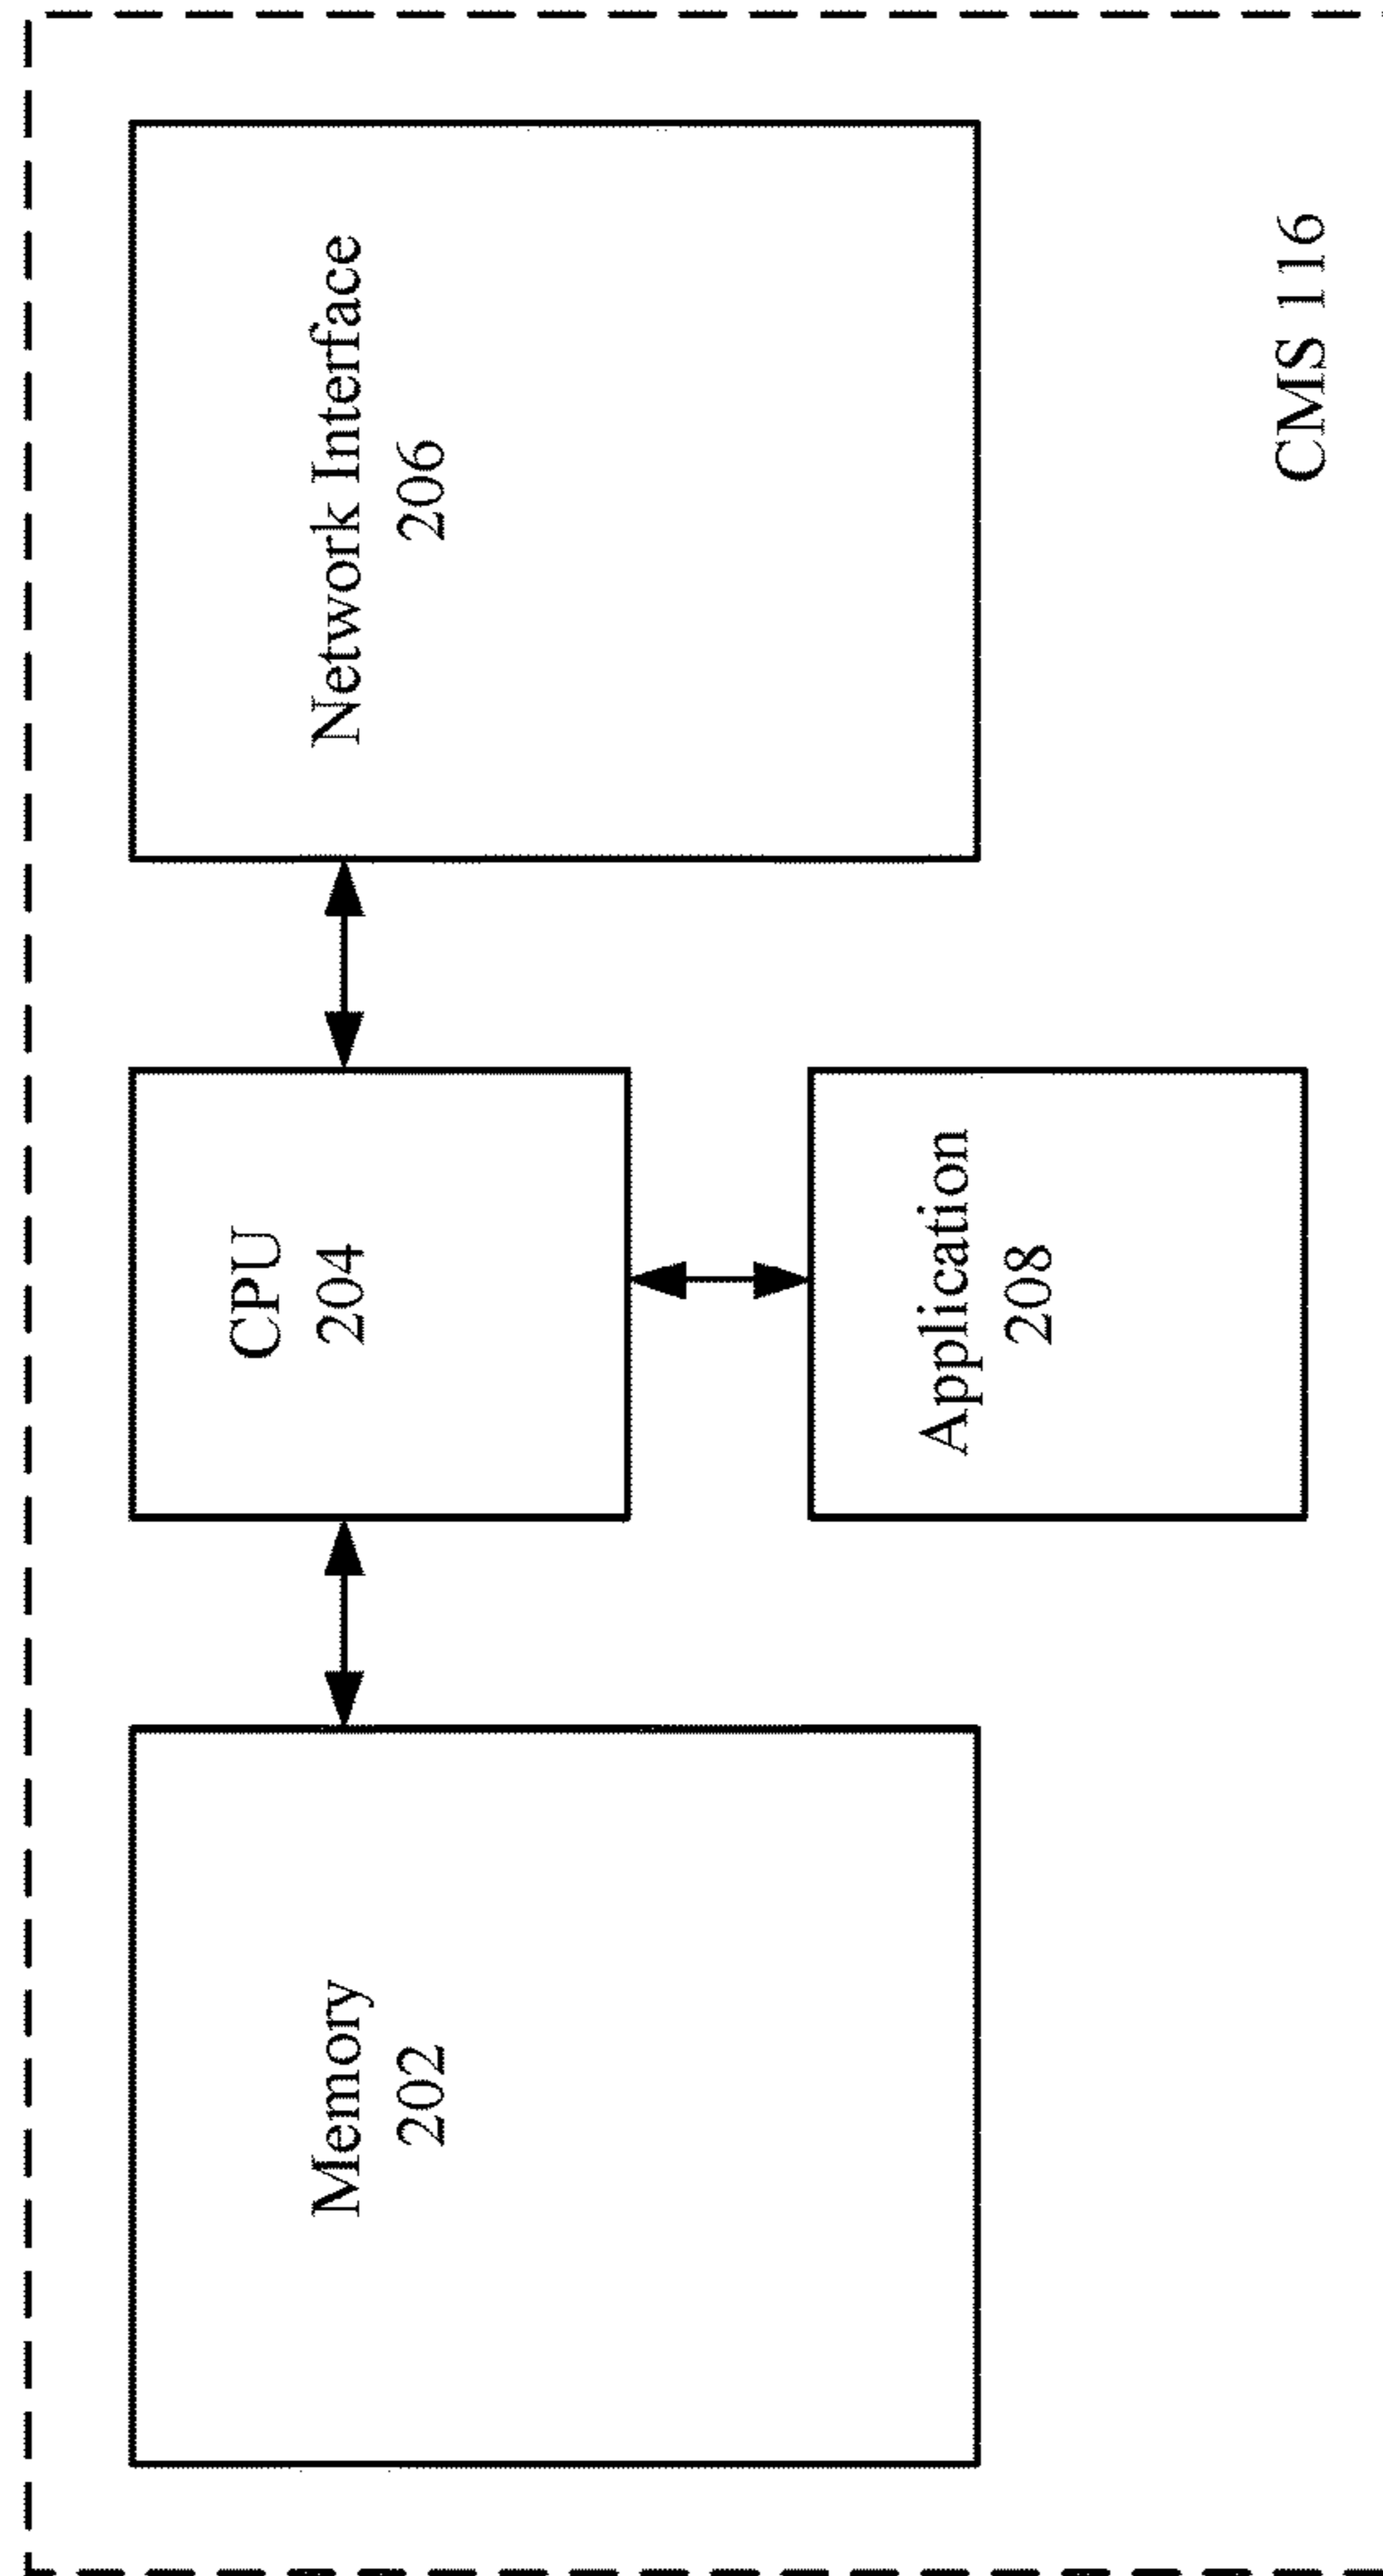 Memory
202
CPU
204
Network Interface
206
Application
208
CMS 116